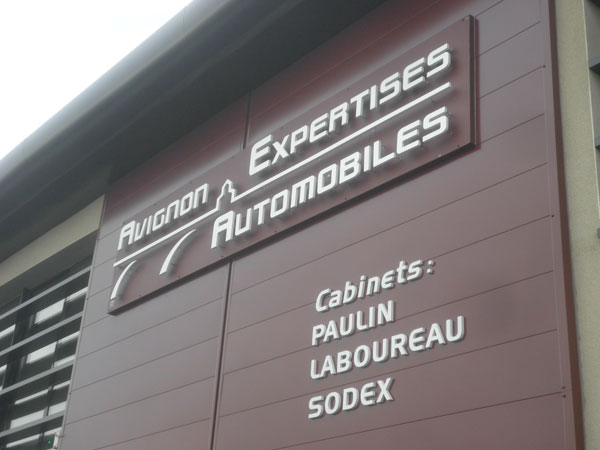 AVIGNON EXPERTISES
AUTOMOBILES
Cabinets:
PAULIN
LABOUREAU
SODEX